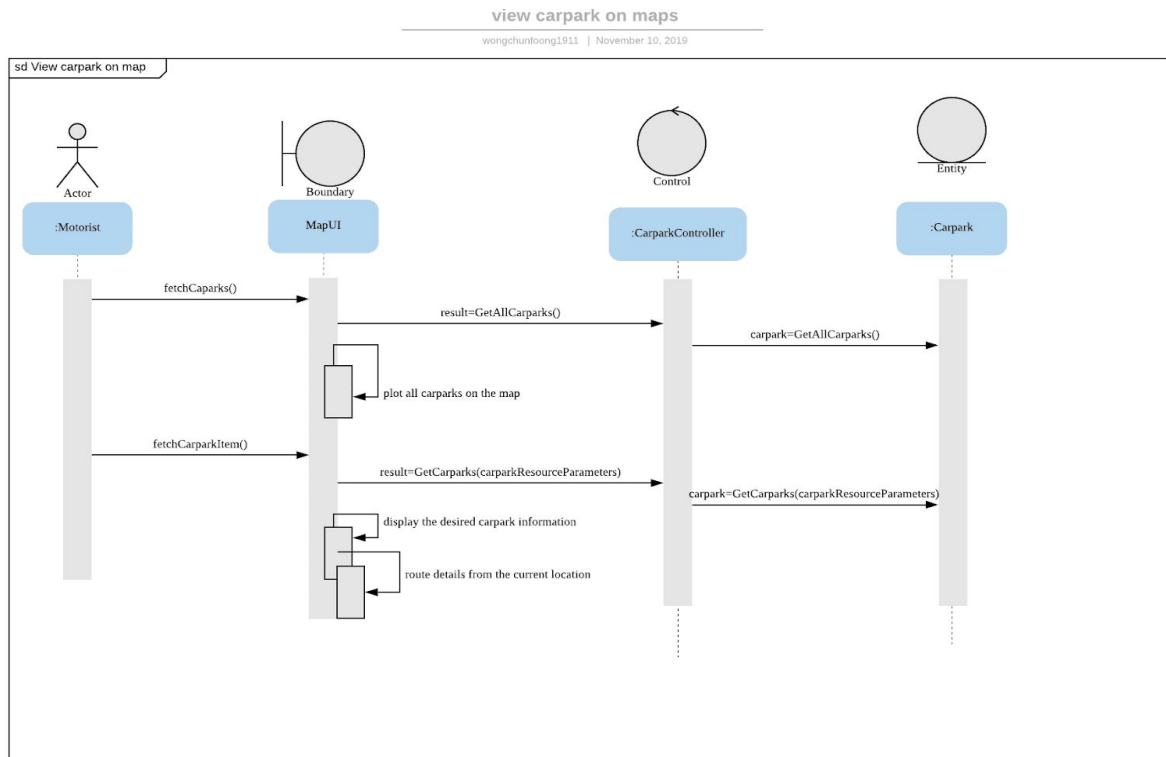 view carpark on maps
wongchunfoong1911 | November 10, 2019
sd View carpark on map
Actor
Boundary
Control
Entity
:Motorist
MapUI
:CarparkController
:Carpark
fetchCaparks()
result=GetAllCarparks()
carpark=GetAllCarparks()
plot all carparks on the map
fetchCarparkItem()
result=GetCarparks(carparkResourceParameters)
carpark=GetCarparks(carparkResourceParameters)
display the desired carpark information
route details from the current location